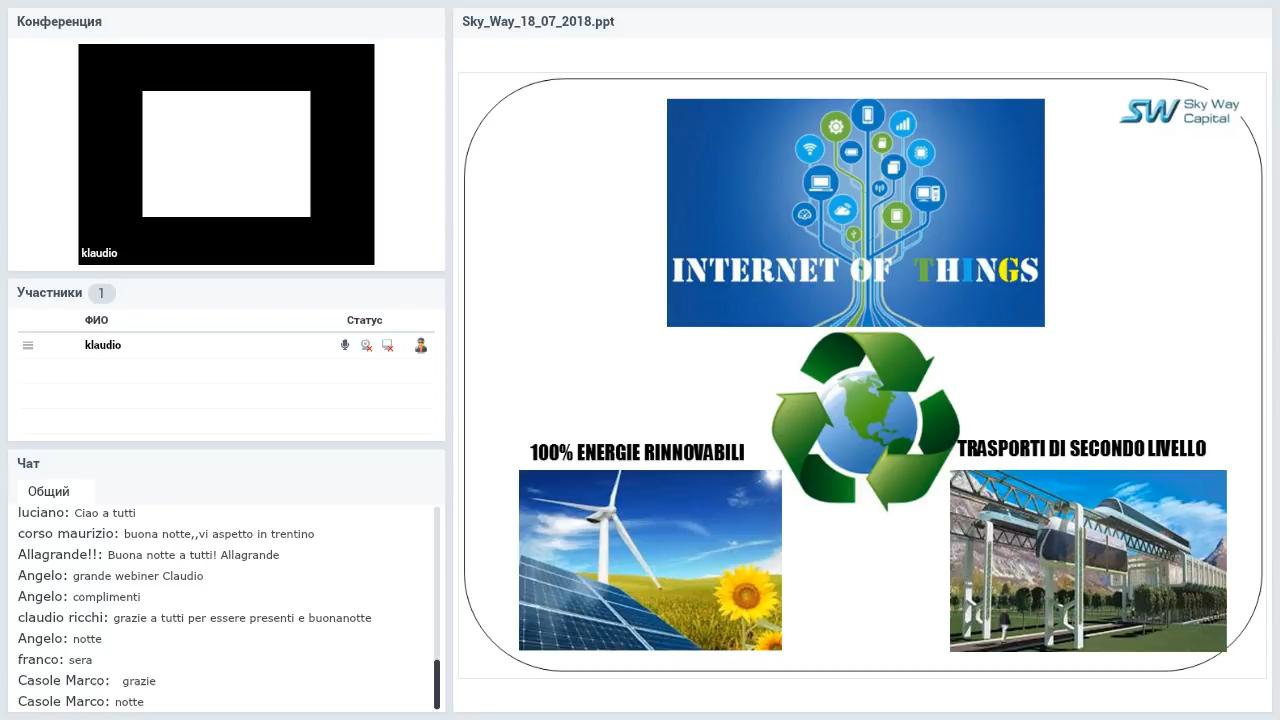 Конференция
klaudio
Участники 1
ФИО Статус
klaudio
Чат
Общий
luciano: Ciao a tutti
corso maurizio: buona notte,,vi aspetto in trentino
Allagrande!!: Buona notte a tutti! Allagrande
Angelo: grande webiner Claudio
Angelo: complimenti
claudio ricchi: grazie a tutti per essere presenti e buonanotte
Angelo: notte
franco: sera
Casole Marco: grazie
Casole Marco: notte
Sky_Way_18_07_2018.ppt
SW Sky Way
Capital
INTERNET OF THINGS
100% ENERGIE RINNOVABILI
TRASPORTI DI SECONDO LIVELLO